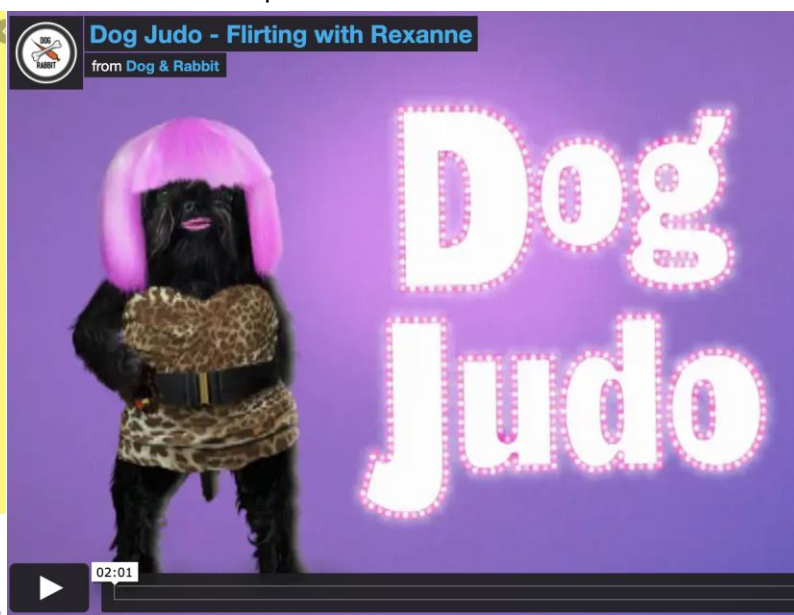 DOG
RABBIT
Dog Judo - Flirting with Rexanne
from Dog & Rabbit
Dog
Judo
02:01